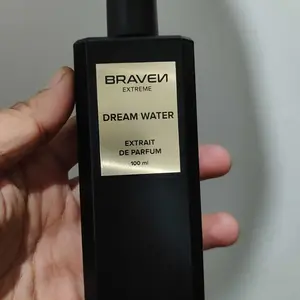 BRAVEN
EXTREME
DREAM WATER
EXTRAIT
DE PARFUM
100 ml